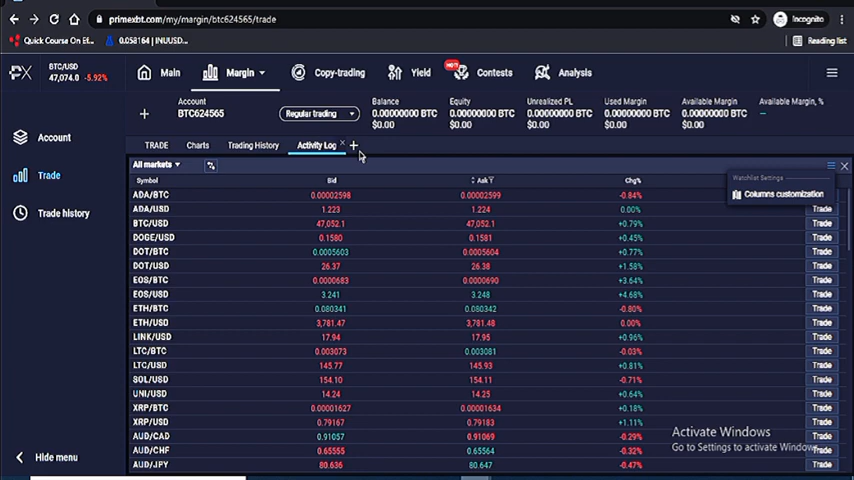 primexbt.com/my/margin/btc624565/trade
Incognito
Quick Course On Ef...
0.058164 | INUUSD...
Reading list
PX
BTC/USD
47,074.0 -5.92%
Main
Margin
Copy-trading
Yield
HOT
Contests
Analysis
Account
BTC624565
Regular trading
Balance
0.00000000 BTC
$0.00
Equity
0.00000000 BTC
$0.00
Unrealized PL
0.00000000 BTC
$0.00
Used Margin
0.00000000 BTC
$0.00
Available Margin
0.00000000 BTC
$0.00
Available Margin, %
–
Account
Trade
Trade history
Hide menu
TRADE Charts Trading History Activity Log
All markets
Watchlist Settings
Columns customization
Symbol Bid Ask Chg%
ADA/BTC 0.00002598 0.00002599 -0.84%
ADA/USD 1.223 1.224 0.00% Trade
BTC/USD 47,052.1 47,052.1 +0.79% Trade
DOGE/USD 0.1580 0.1581 +0.45% Trade
DOT/BTC 0.0005603 0.0005604 +0.77% Trade
DOT/USD 26.37 26.38 +1.58% Trade
EOS/BTC 0.0000683 0.0000690 +3.64% Trade
EOS/USD 3.241 3.248 +4.68% Trade
ETH/BTC 0.080341 0.080342 -0.80% Trade
ETH/USD 3,781.47 3,781.48 0.00% Trade
LINK/USD 17.94 17.95 +0.96% Trade
LTC/BTC 0.003073 0.003081 -0.03% Trade
LTC/USD 145.77 145.93 +0.81% Trade
SOL/USD 154.10 154.11 -0.71% Trade
UNI/USD 14.24 14.25 +0.64% Trade
XRP/BTC 0.00001627 0.00001634 +0.18% Trade
XRP/USD 0.79167 0.79183 +1.11% Trade
AUD/CAD 0.91057 0.91069 -0.29% Trade
AUD/CHF 0.65555 0.65564 -0.32% Trade
AUD/JPY 80.636 80.647 -0.47% Trade
Activate Windows
Go to Settings to activate Windows.